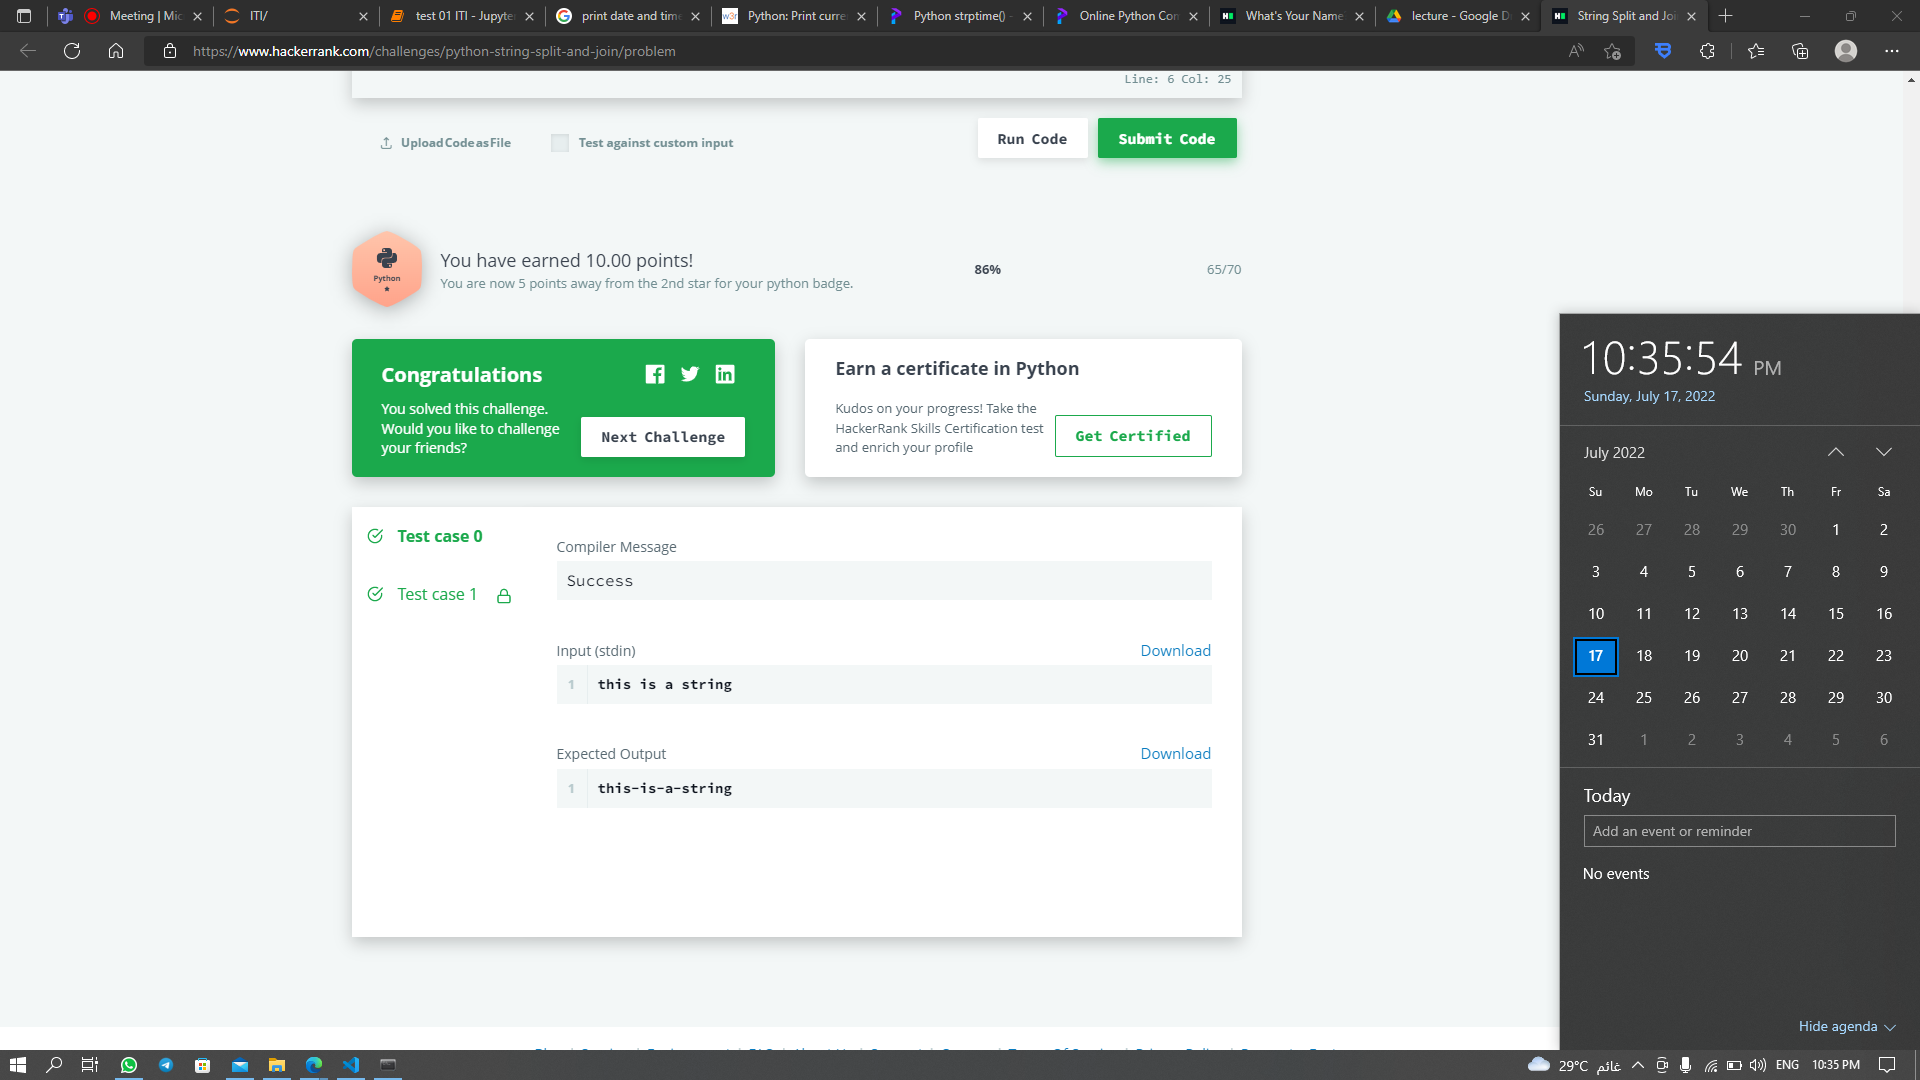 Meeting | Mic
ITI/
test 01 ITI - Jupyte
print date and time
Python: Print curre
Python strptime() -
Online Python Com
What's Your Name
lecture - Google D
String Split and Joi
https://www.hackerrank.com/challenges/python-string-split-and-join/problem
Line: 6 Col: 25
Upload Code as File
Test against custom input
Run Code
Submit Code
Python
You have earned 10.00 points!
You are now 5 points away from the 2nd star for your python badge.
86%
65/70
Congratulations
You solved this challenge.
Would you like to challenge
your friends?
Next Challenge
Earn a certificate in Python
Kudos on your progress! Take the
HackerRank Skills Certification test
and enrich your profile
Get Certified
Test case 0
Test case 1
Compiler Message
Success
Input (stdin)
Download
1 this is a string
Expected Output
Download
1 this-is-a-string
10:35:54 PM
Sunday, July 17, 2022
July 2022
Su Mo Tu We Th Fr Sa
26 27 28 29 30 1 2
3 4 5 6 7 8 9
10 11 12 13 14 15 16
17 18 19 20 21 22 23
24 25 26 27 28 29 30
31 1 2 3 4 5 6
Today
Add an event or reminder
No events
Hide agenda
29°C غائم
ENG
10:35 PM